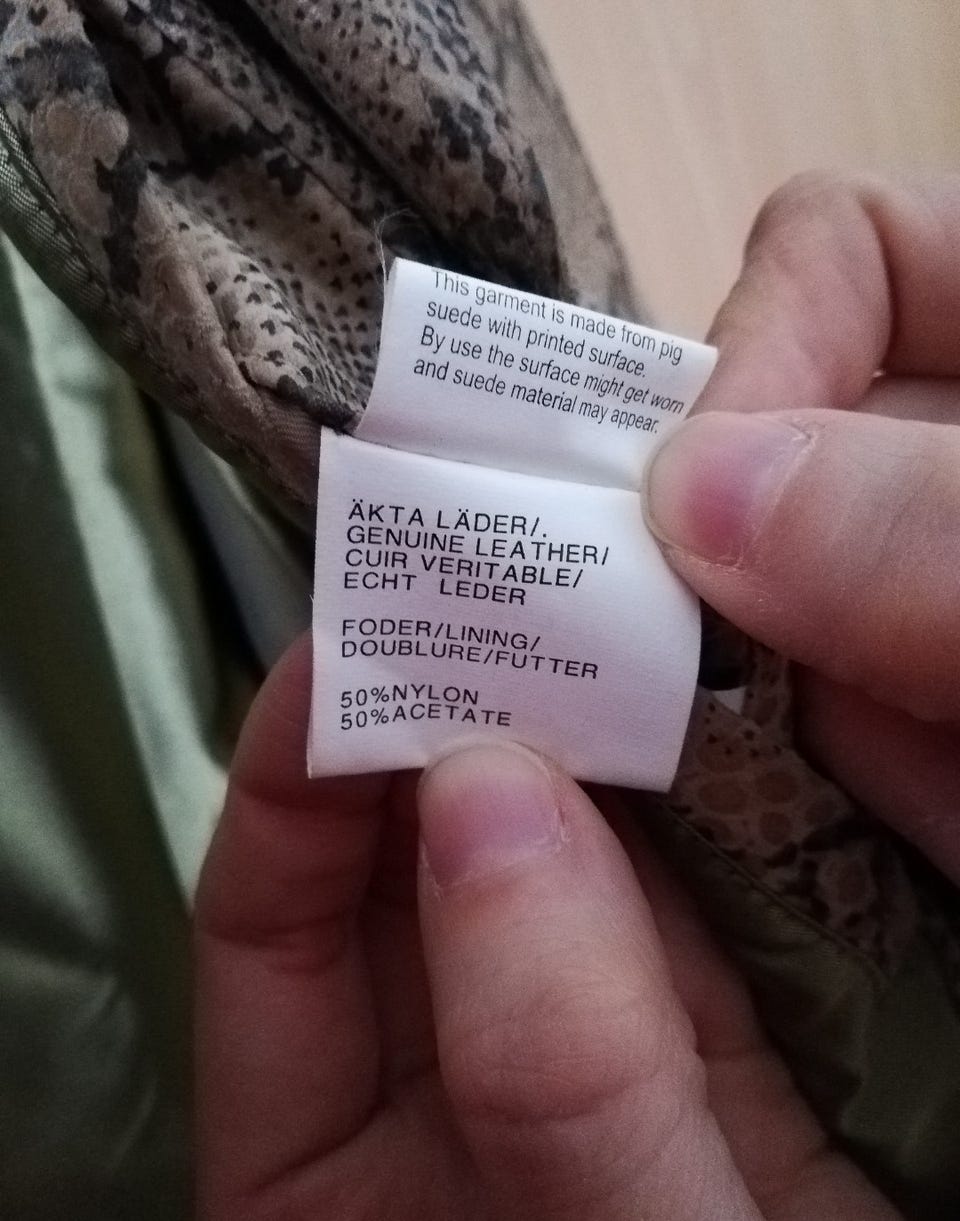 This garment is made from pig
suede with printed surface.
By use the surface might get worn
and suede material may appear.
ÄKTA LÄDER/.
GENUINE LEATHER/
CUIR VERITABLE/
ECHT LEDER
FODER/LINING/
DOUBLURE/FUTTER
50%NYLON
50%ACETATE